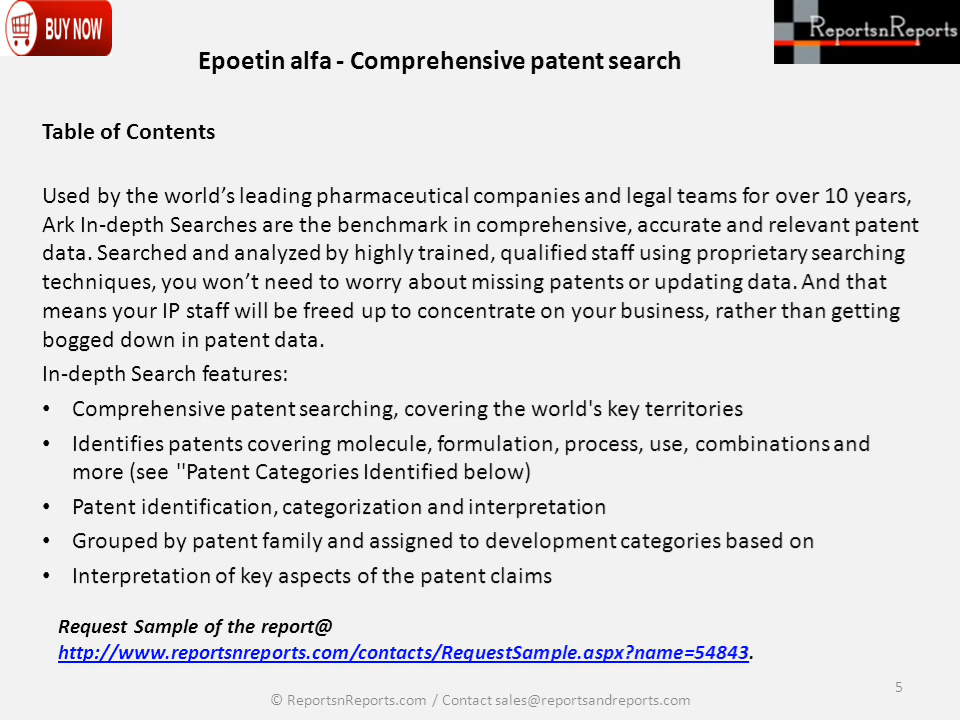 BUY NOW
ReportsnReports
Epoetin alfa - Comprehensive patent search
Table of Contents
Used by the world’s leading pharmaceutical companies and legal teams for over 10 years,
Ark In-depth Searches are the benchmark in comprehensive, accurate and relevant patent
data. Searched and analyzed by highly trained, qualified staff using proprietary searching
techniques, you won’t need to worry about missing patents or updating data. And that
means your IP staff will be freed up to concentrate on your business, rather than getting
bogged down in patent data.
In-depth Search features:
• Comprehensive patent searching, covering the world's key territories
• Identifies patents covering molecule, formulation, process, use, combinations and
more (see ''Patent Categories Identified below)
• Patent identification, categorization and interpretation
• Grouped by patent family and assigned to development categories based on
• Interpretation of key aspects of the patent claims
Request Sample of the report@
http://www.reportsnreports.com/contacts/RequestSample.aspx?name=54843.
5
© ReportsnReports.com / Contact sales@reportsandreports.com